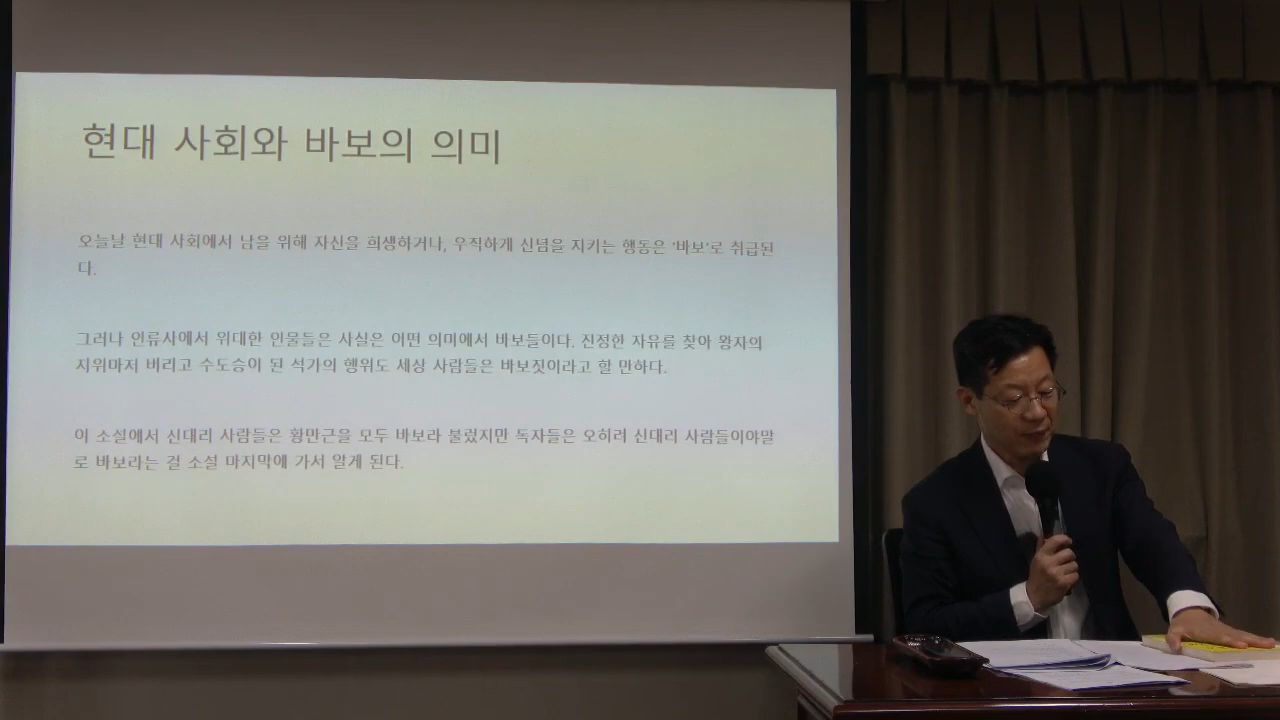 현대 사회와 바보의 의미
오늘날 현대 사회에서 남을 위해 자신을 희생하거나, 우직하게 신념을 지키는 행동은 '바보'로 취급된
다.
그러나 인류사에서 위대한 인물들은 사실은 어떤 의미에서 바보들이다. 진정한 자유를 찾아 왕자의
지위마저 버리고 수도승이 된 석가의 행위도 세상 사람들은 바보짓이라고 할 만하다.
이 소설에서 신대리 사람들은 황만근을 모두 바보라 불렀지만 독자들은 오히려 신대리 사람들이야말
로 바보라는 걸 소설 마지막에 가서 알게 된다.